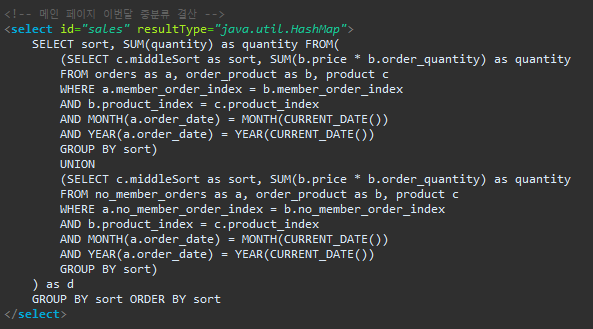 <!-- 메인 페이지 이번달 중분류 결산 -->
<select id="sales" resultType="java.util.HashMap">
    SELECT sort, SUM(quantity) as quantity FROM(
        (SELECT c.middleSort as sort, SUM(b.price * b.order_quantity) as quantity
        FROM orders as a, order_product as b, product c
        WHERE a.member_order_index = b.member_order_index
        AND b.product_index = c.product_index
        AND MONTH(a.order_date) = MONTH(CURRENT_DATE())
        AND YEAR(a.order_date) = YEAR(CURRENT_DATE())
        GROUP BY sort)
        UNION
        (SELECT c.middleSort as sort, SUM(b.price * b.order_quantity) as quantity
        FROM no_member_orders as a, order_product as b, product c
        WHERE a.no_member_order_index = b.no_member_order_index
        AND b.product_index = c.product_index
        AND MONTH(a.order_date) = MONTH(CURRENT_DATE())
        AND YEAR(a.order_date) = YEAR(CURRENT_DATE())
        GROUP BY sort)
    ) as d
    GROUP BY sort ORDER BY sort
</select>